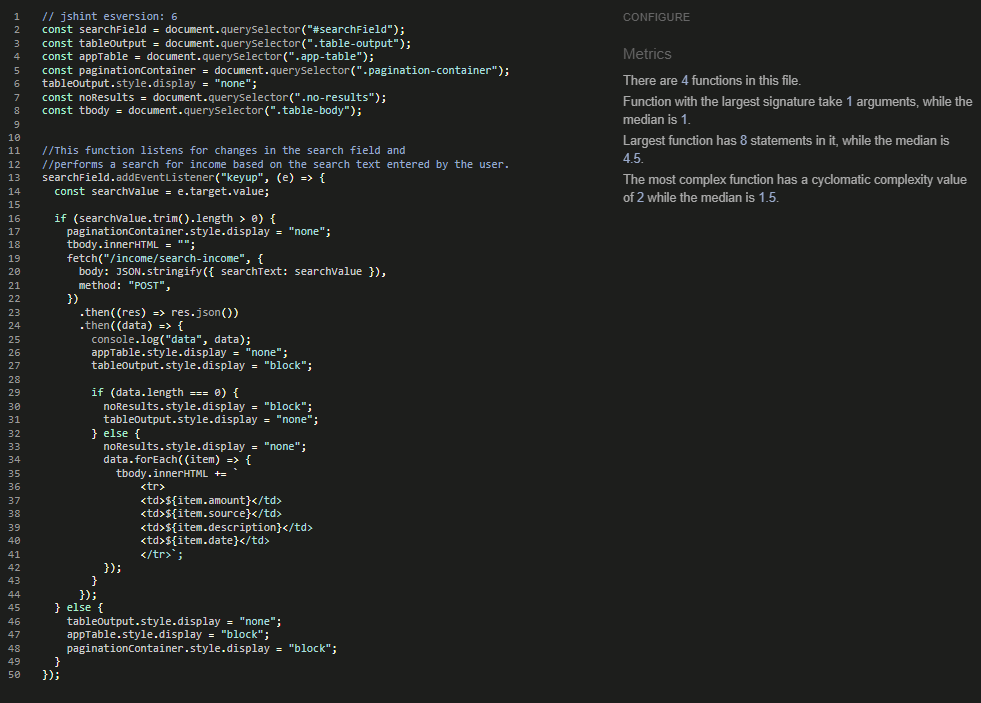 1 // jshint esversion: 6
2 const searchField = document.querySelector("#searchField");
3 const tableOutput = document.querySelector(".table-output");
4 const appTable = document.querySelector(".app-table");
5 const paginationContainer = document.querySelector(".pagination-container");
6 tableOutput.style.display = "none";
7 const noResults = document.querySelector(".no-results");
8 const tbody = document.querySelector(".table-body");
9
10
11 //This function listens for changes in the search field and
12 //performs a search for income based on the search text entered by the user.
13 searchField.addEventListener("keyup", (e) => {
14   const searchValue = e.target.value;
15
16   if (searchValue.trim().length > 0) {
17     paginationContainer.style.display = "none";
18     tbody.innerHTML = "";
19     fetch("/income/search-income", {
20       body: JSON.stringify({ searchText: searchValue }),
21       method: "POST",
22     })
23       .then((res) => res.json())
24       .then((data) => {
25         console.log("data", data);
26         appTable.style.display = "none";
27         tableOutput.style.display = "block";
28
29         if (data.length === 0) {
30           noResults.style.display = "block";
31           tableOutput.style.display = "none";
32         } else {
33           noResults.style.display = "none";
34           data.forEach((item) => {
35             tbody.innerHTML += `
36                 <tr>
37                 <td>${item.amount}</td>
38                 <td>${item.source}</td>
39                 <td>${item.description}</td>
40                 <td>${item.date}</td>
41                 </tr>`;
42           });
43         }
44       });
45   } else {
46     tableOutput.style.display = "none";
47     appTable.style.display = "block";
48     paginationContainer.style.display = "block";
49   }
50 });
CONFIGURE
Metrics
There are 4 functions in this file.
Function with the largest signature take 1 arguments, while the
median is 1.
Largest function has 8 statements in it, while the median is
4.5.
The most complex function has a cyclomatic complexity value
of 2 while the median is 1.5.